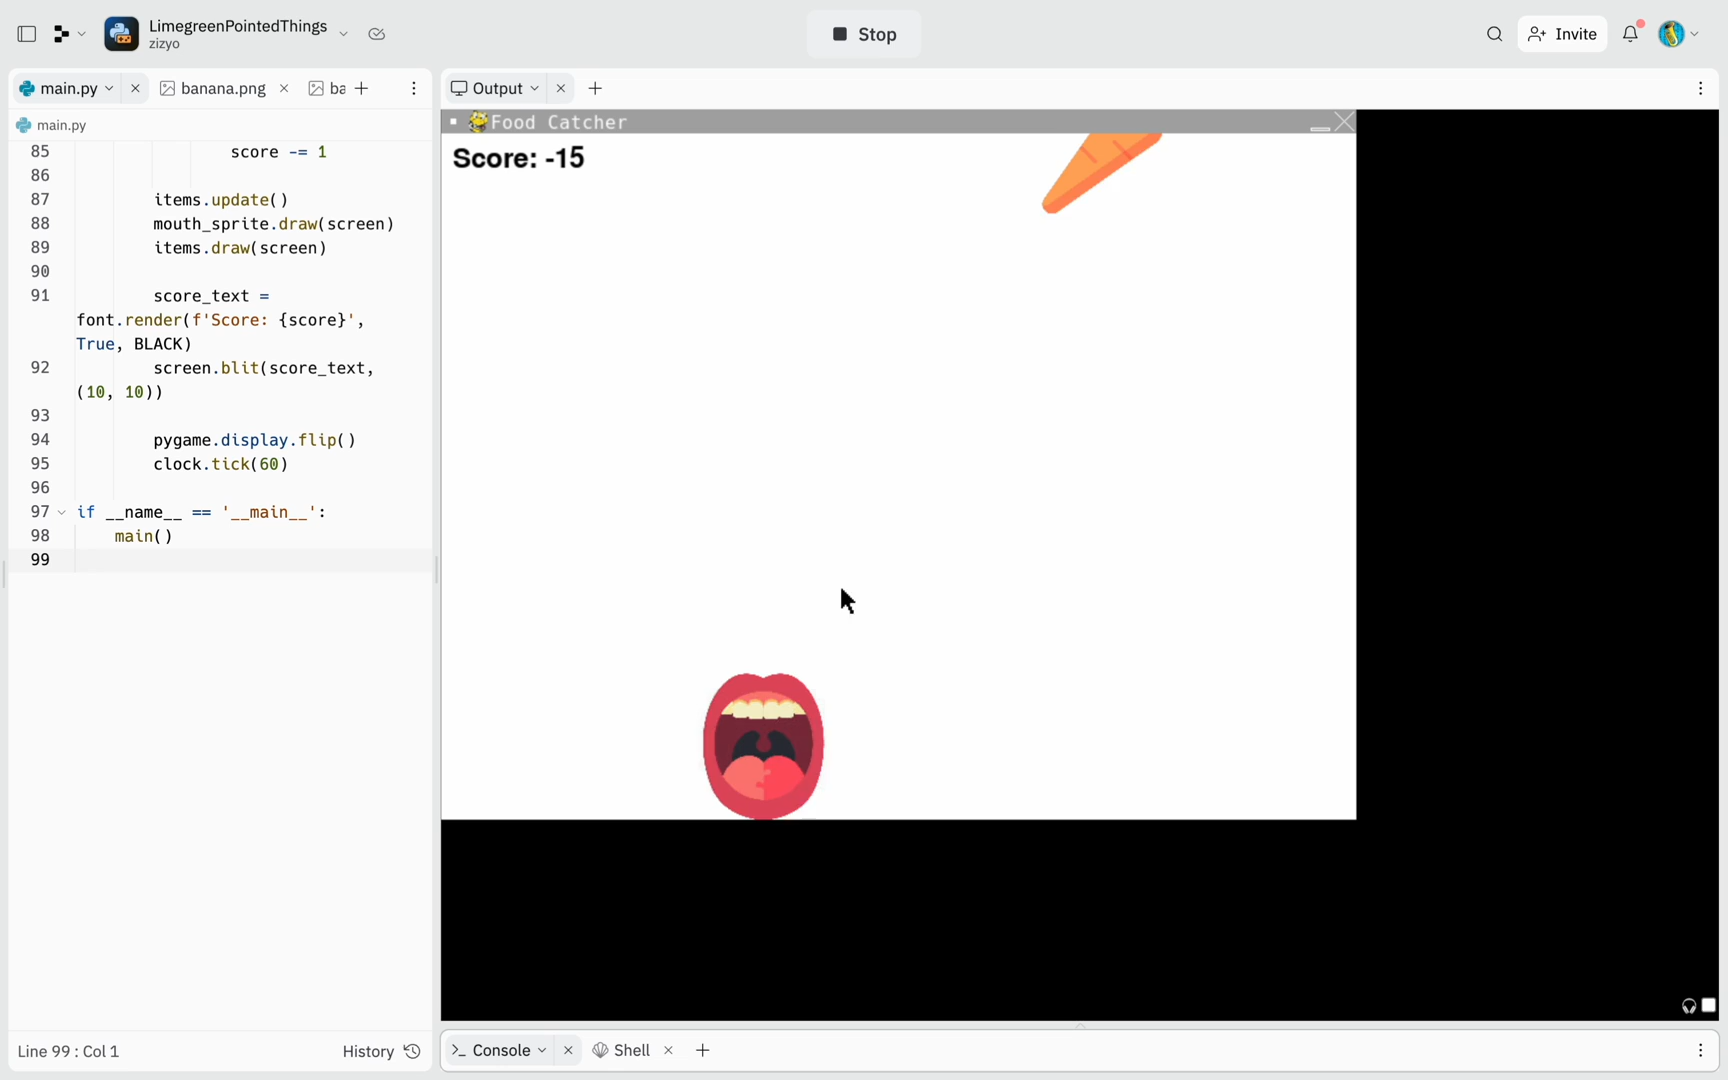 LimegreenPointedThings
zizyo
Stop
Invite
main.py
banana.png
ba
Output
main.py
Food Catcher
Score: -15
85 score -= 1
86
87 items.update()
88 mouth_sprite.draw(screen)
89 items.draw(screen)
90
91 score_text =
font.render(f'Score: {score}',
True, BLACK)
92 screen.blit(score_text,
(10, 10))
93
94 pygame.display.flip()
95 clock.tick(60)
96
97 if __name__ == '__main__':
98 main()
99
Line 99 : Col 1
History
Console
Shell